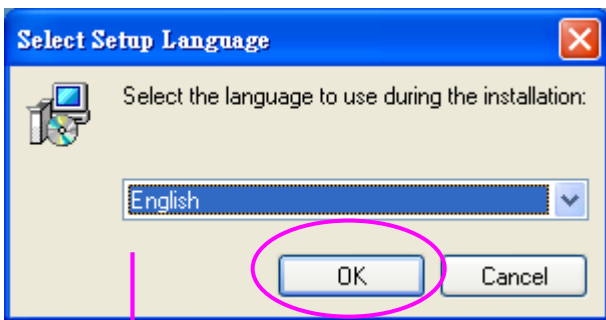 Select Setup Language
Select the language to use during the installation:
English
OK
Cancel